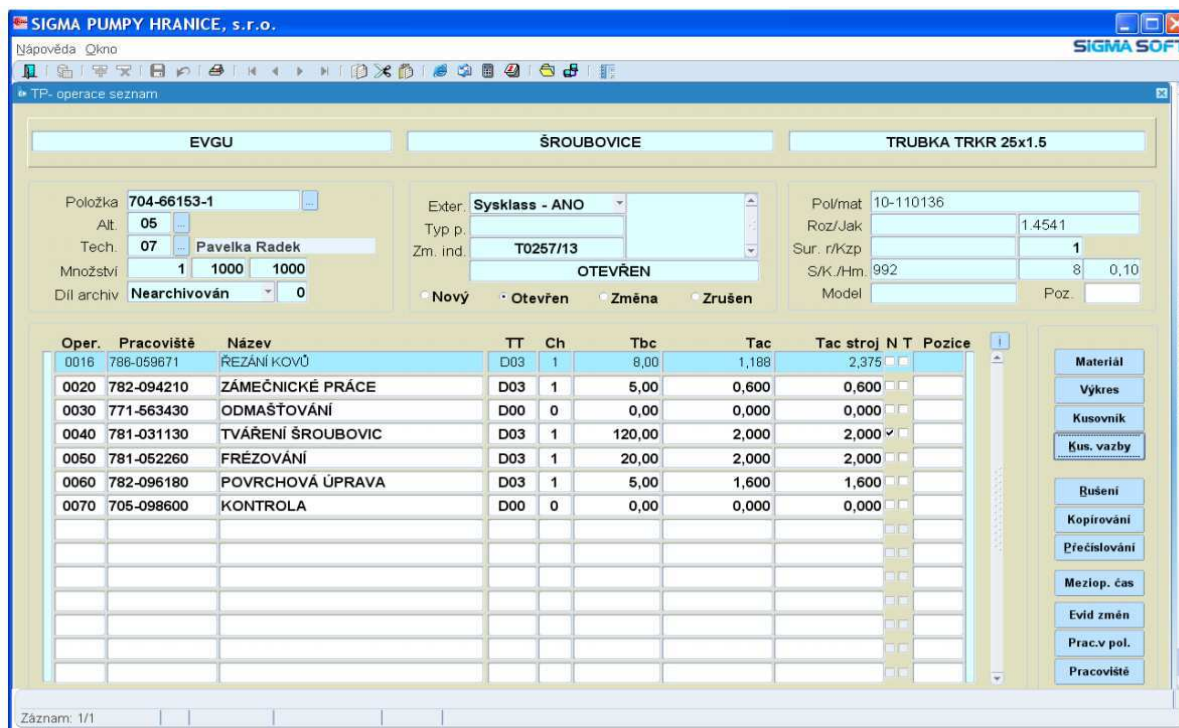 SIGMA PUMPY HRANICE, s.r.o.
Nápověda Okno
SIGMA SOFT
TP- operace seznam
EVGU ŠROUBOVICE TRUBKA TRKR 25x1.5
Položka 704-66153-1 ... Exter. Sysklass - ANO Pol/mat 10-110136
Alt. 05 ... Typ p. Roz/Jak 1.4541
Tech. 07 ... Pavelka Radek Zm. ind. T0257/13 Sur. r/Kzp 1
Množství 1 1000 1000 OTEVŘEN S/K./Hm. 992 8 0,10
Díl archiv Nearchivován 0 Nový Otevřen Změna Zrušen Model Poz.
Oper. Pracoviště Název TT Ch Tbc Tac Tac stroj N T Pozice i
0016 786-059671 ŘEZÁNÍ KOVŮ D03 1 8,00 1,188 2,375
0020 782-094210 ZÁMEČNICKÉ PRÁCE D03 1 5,00 0,600 0,600
0030 771-563430 ODMAŠŤOVÁNÍ D00 0 0,00 0,000 0,000
0040 781-031130 TVÁŘENÍ ŠROUBOVIC D03 1 120,00 2,000 2,000
0050 781-052260 FRÉZOVÁNÍ D03 1 20,00 2,000 2,000
0060 782-096180 POVRCHOVÁ ÚPRAVA D03 1 5,00 1,600 1,600
0070 705-098600 KONTROLA D00 0 0,00 0,000 0,000
Materiál
Výkres
Kusovník
Kus. vazby
Rušení
Kopírování
Přečíslování
Meziop. čas
Evid změn
Prac.v pol.
Pracoviště
Záznam: 1/1